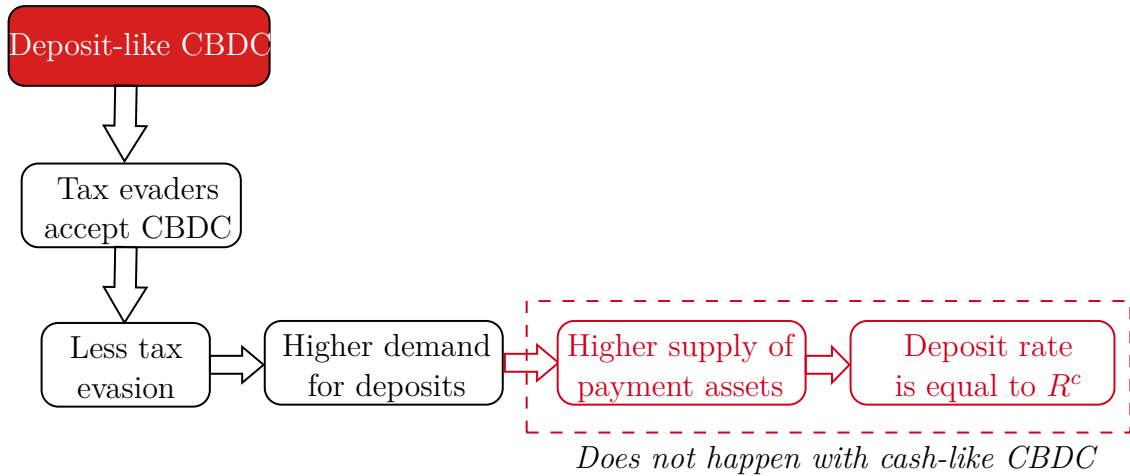 Deposit-like CBDC
Tax evaders
accept CBDC
Less tax
evasion
Higher demand
for deposits
Higher supply of
payment assets
Deposit rate
is equal to R^c
Does not happen with cash-like CBDC